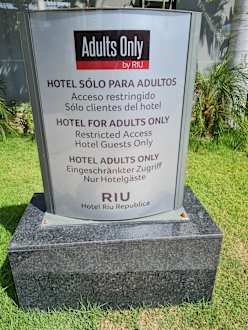 Adults Only
by RIU
HOTEL SÓLO PARA ADULTOS
Acceso restringido
Sólo clientes del hotel
HOTEL FOR ADULTS ONLY
Restricted Access
Hotel Guests Only
HOTEL ADULTS ONLY
Eingeschränkter Zugriff
Nur Hotelgäste
RIU
Hotel Riu Republica